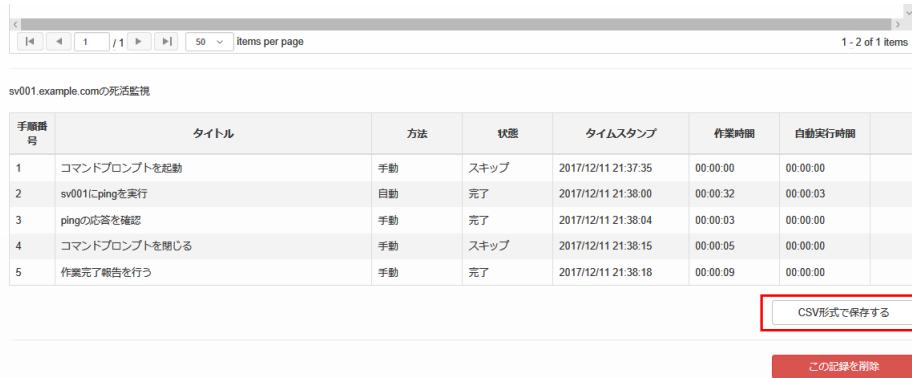 1 / 1 50 items per page 1 - 2 of 1 items
sv001.example.comの死活監視
手順番号 タイトル 方法 状態 タイムスタンプ 作業時間 自動実行時間
1 コマンドプロンプトを起動 手動 スキップ 2017/12/11 21:37:35 00:00:00 00:00:00
2 sv001にpingを実行 自動 完了 2017/12/11 21:38:00 00:00:32 00:00:03
3 pingの応答を確認 手動 完了 2017/12/11 21:38:04 00:00:03 00:00:00
4 コマンドプロンプトを閉じる 手動 スキップ 2017/12/11 21:38:15 00:00:05 00:00:00
5 作業完了報告を行う 手動 完了 2017/12/11 21:38:18 00:00:09 00:00:00
CSV形式で保存する
この記録を削除